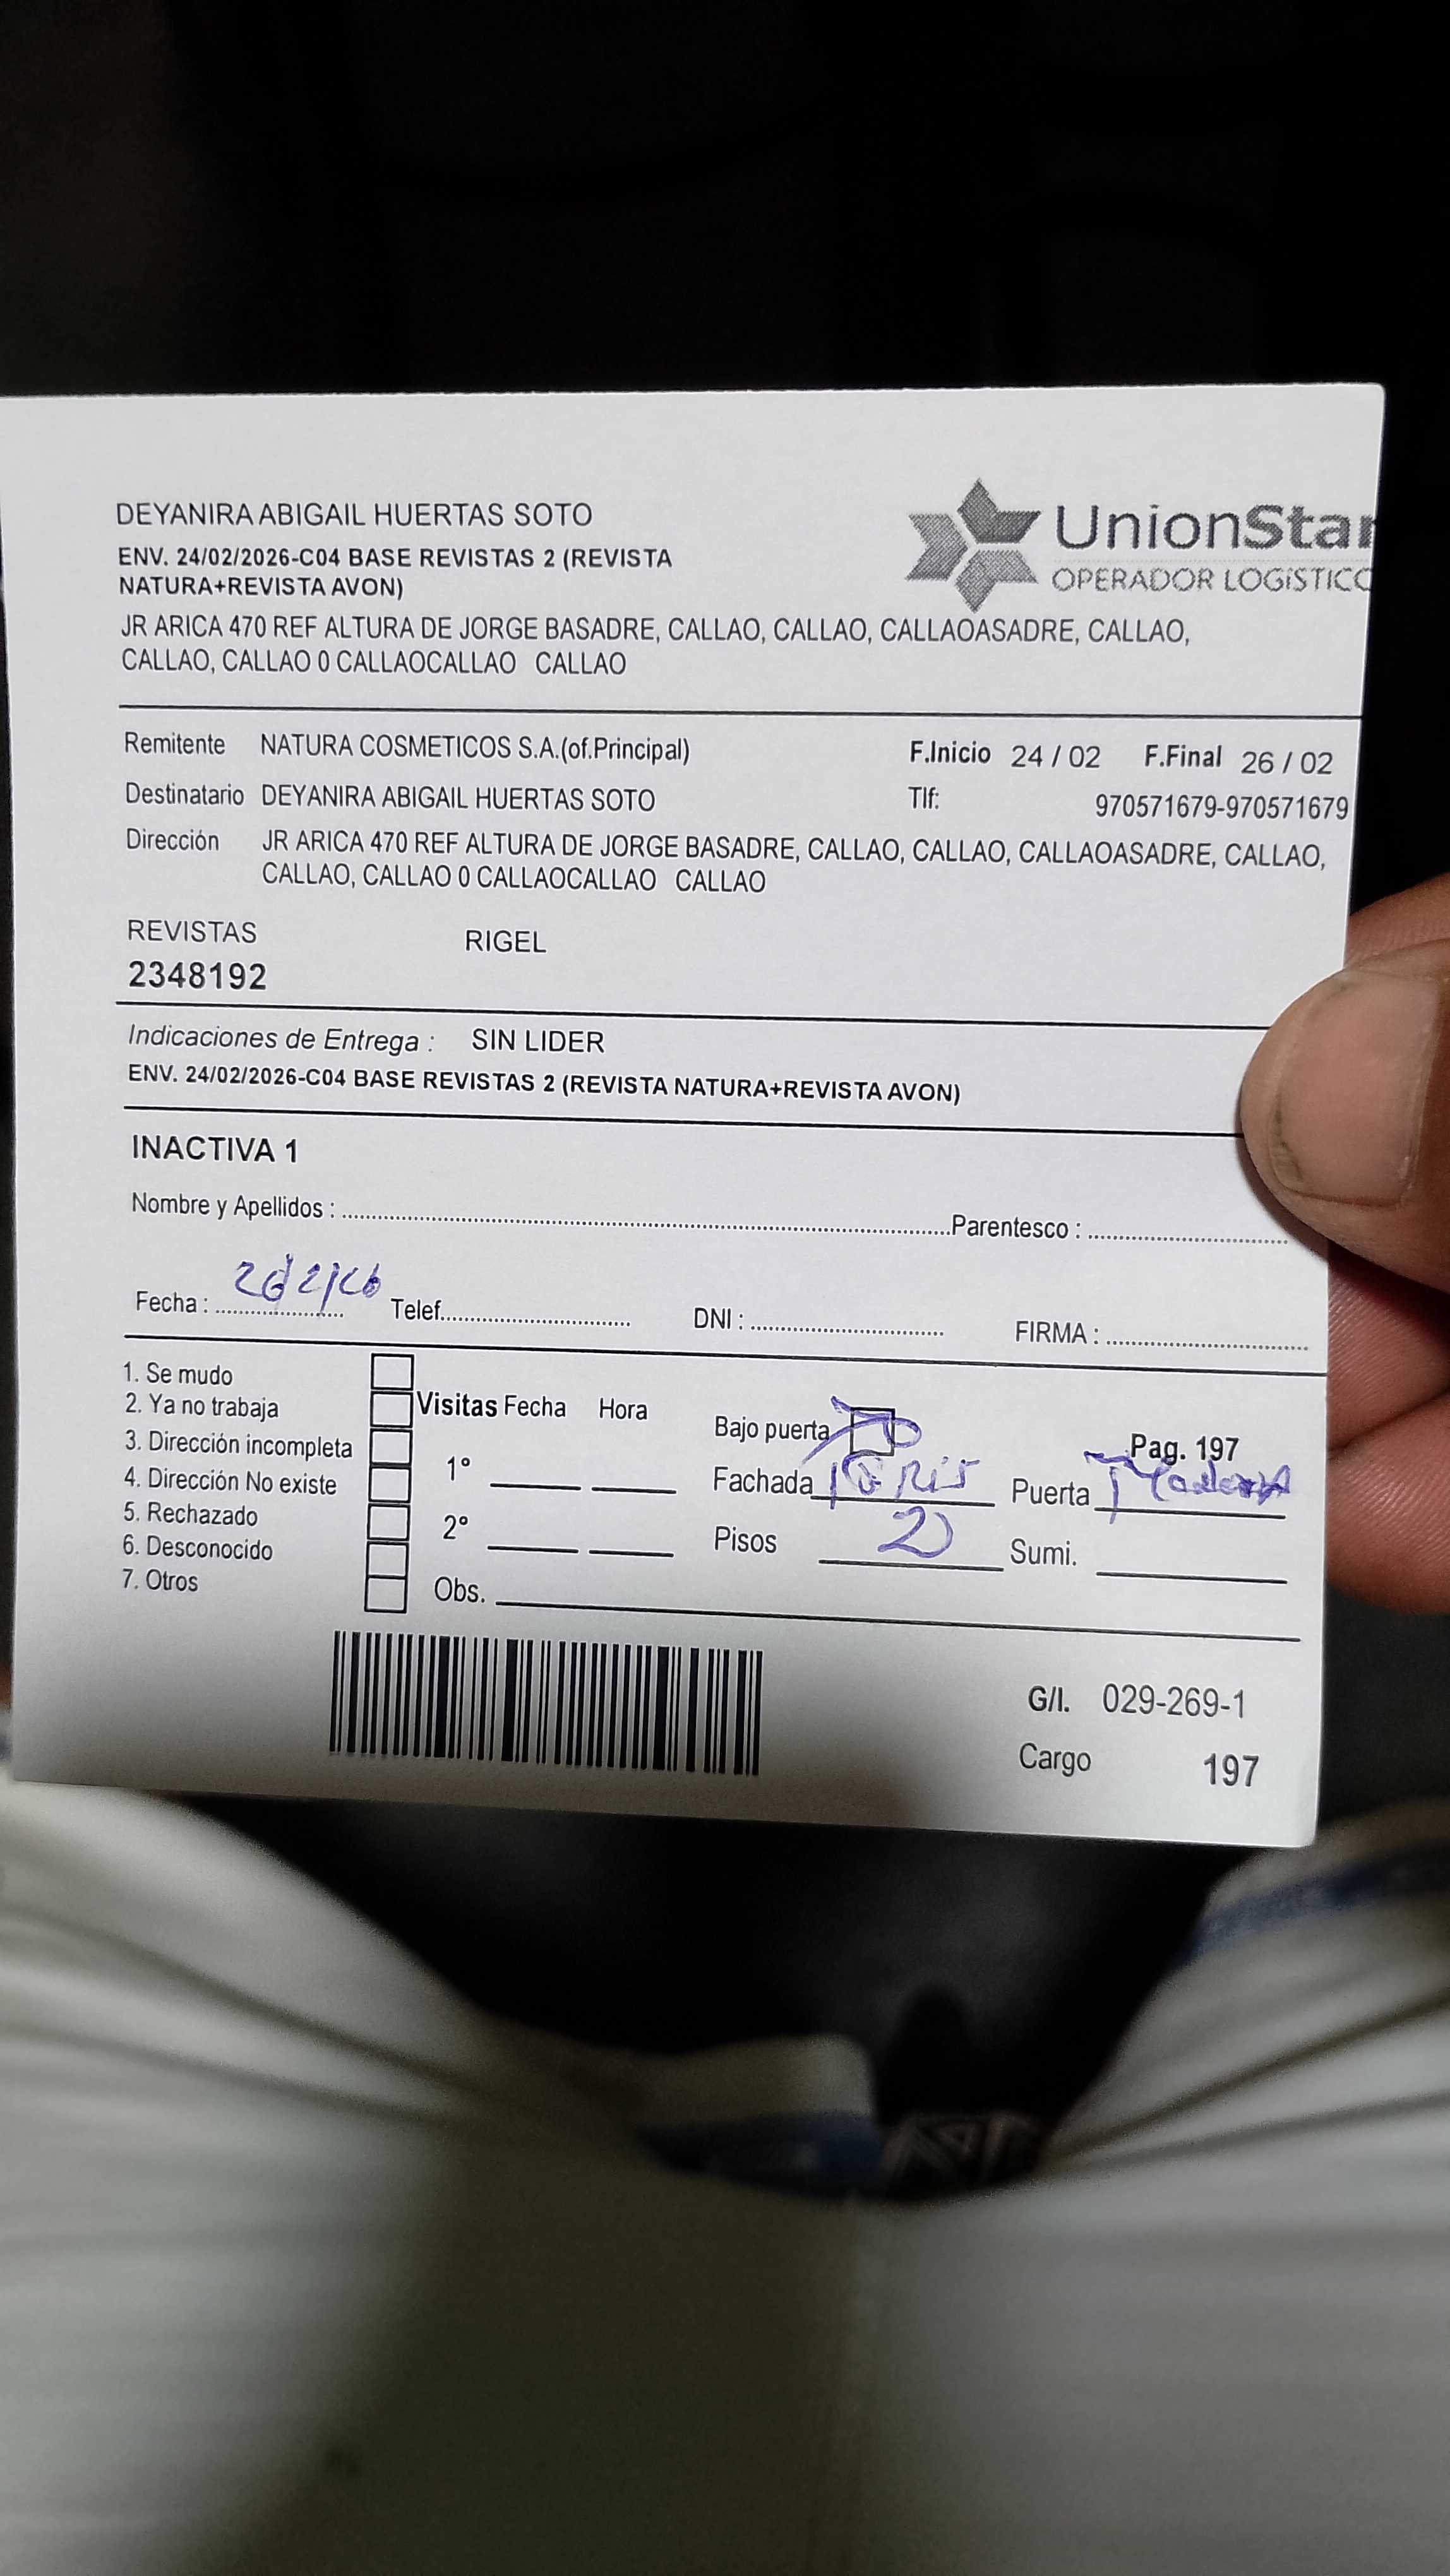 DEYANIRA ABIGAIL HUERTAS SOTO
UnionStar
OPERADOR LOGíSTICO
ENV. 24/02/2026-C04 BASE REVISTAS 2 (REVISTA
NATURA+REVISTA AVON)
JR ARICA 470 REF ALTURA DE JORGE BASADRE, CALLAO, CALLAO, CALLAOASADRE, CALLAO,
CALLAO, CALLAO 0 CALLAOCALLAO CALLAO
Remitente NATURA COSMETICOS S.A.(of.Principal) F.Inicio 24 / 02 F.Final 26 / 02
Destinatario DEYANIRA ABIGAIL HUERTAS SOTO Tlf: 970571679-970571679
Dirección JR ARICA 470 REF ALTURA DE JORGE BASADRE, CALLAO, CALLAO, CALLAOASADRE, CALLAO,
CALLAO, CALLAO 0 CALLAOCALLAO CALLAO
REVISTAS RIGEL
2348192
Indicaciones de Entrega : SIN LIDER
ENV. 24/02/2026-C04 BASE REVISTAS 2 (REVISTA NATURA+REVISTA AVON)
INACTIVA 1
Nombre y Apellidos : Parentesco :
Fecha : Telef. DNI : FIRMA :
1. Se mudo
2. Ya no trabaja
3. Dirección incompleta
4. Dirección No existe
5. Rechazado
6. Desconocido
7. Otros
Visitas Fecha Hora
1°
2°
Obs.
Bajo puerta Pag. 197
Fachada Puerta
Pisos 2 Sumi.
G/I. 029-269-1
Cargo 197